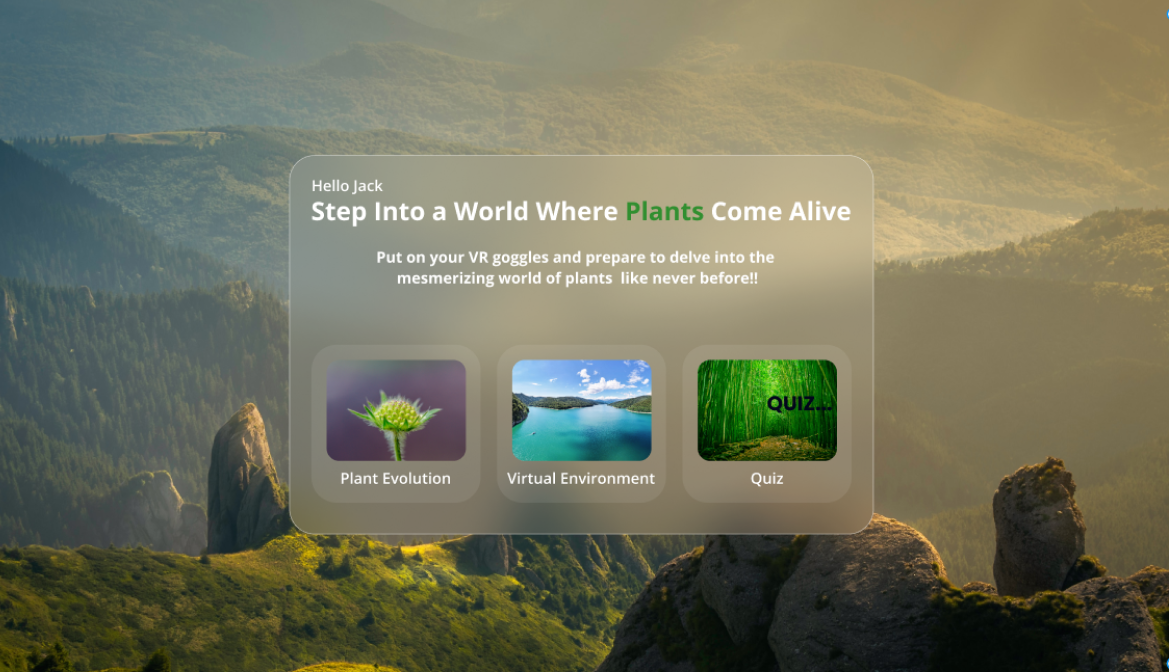 Hello Jack
Step Into a World Where Plants Come Alive
Put on your VR goggles and prepare to delve into the
mesmerizing world of plants  like never before!!
QUIZ...
Plant Evolution
Virtual Environment
Quiz